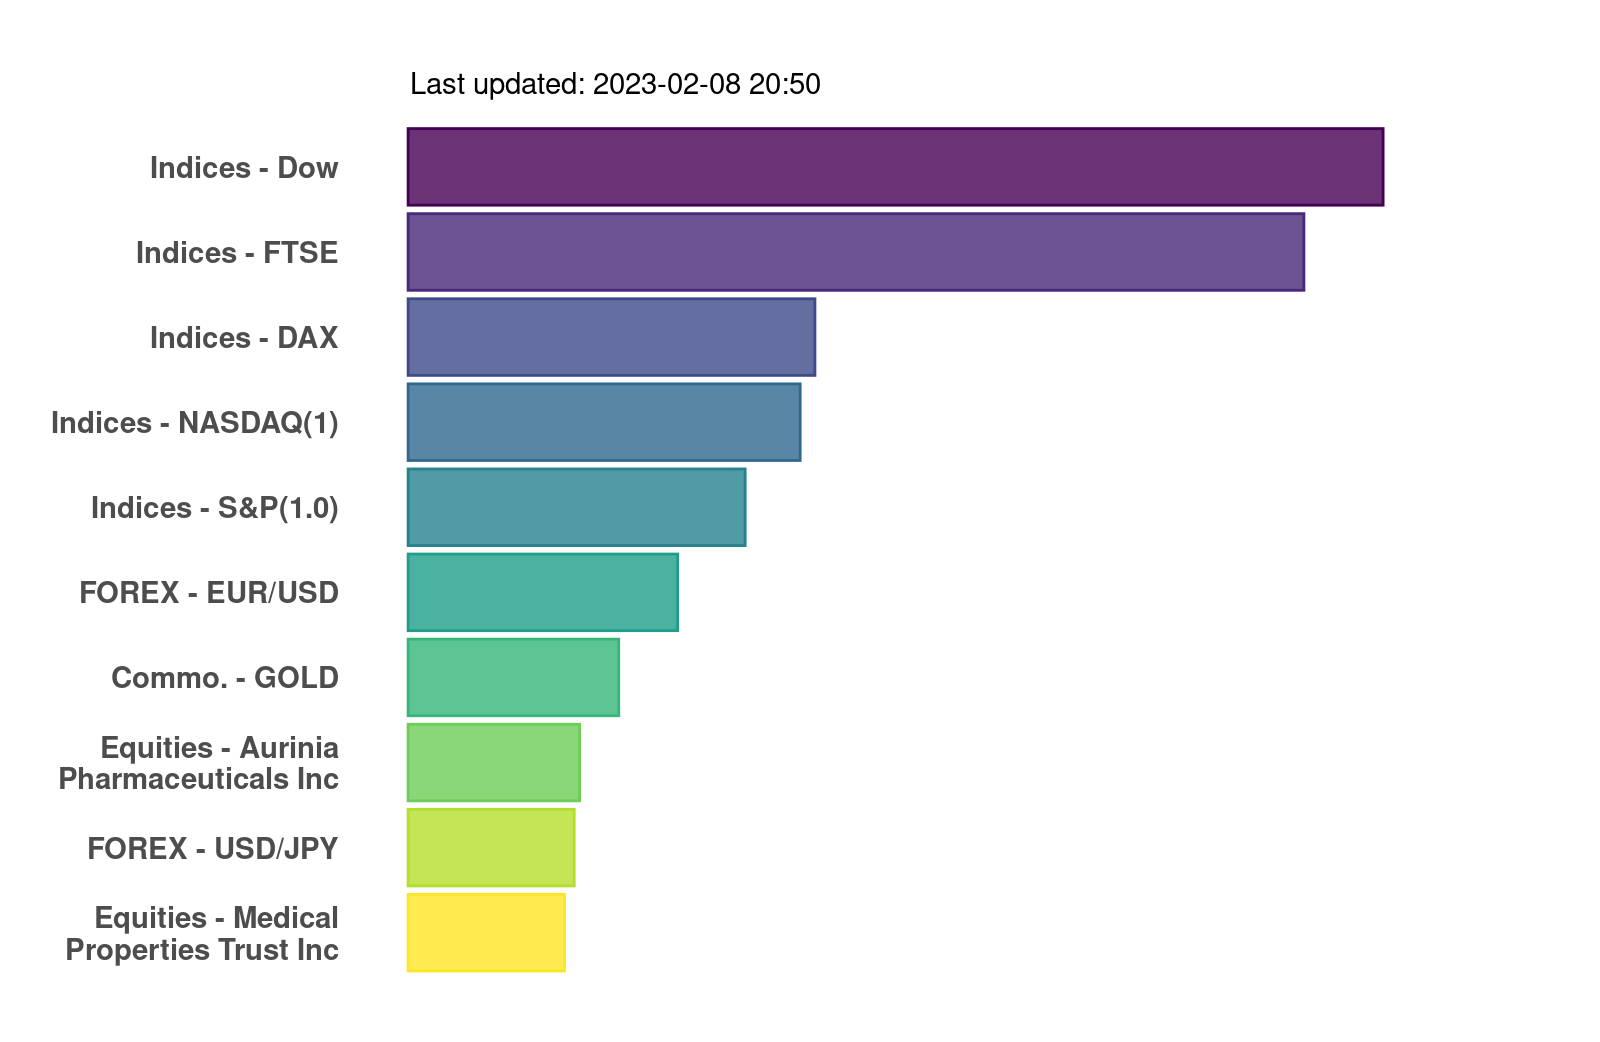 Last updated: 2023-02-08 20:50
Indices - Dow
Indices - FTSE
Indices - DAX
Indices - NASDAQ(1)
Indices - S&P(1.0)
FOREX - EUR/USD
Commo. - GOLD
Equities - Aurinia
Pharmaceuticals Inc
FOREX - USD/JPY
Equities - Medical
Properties Trust Inc